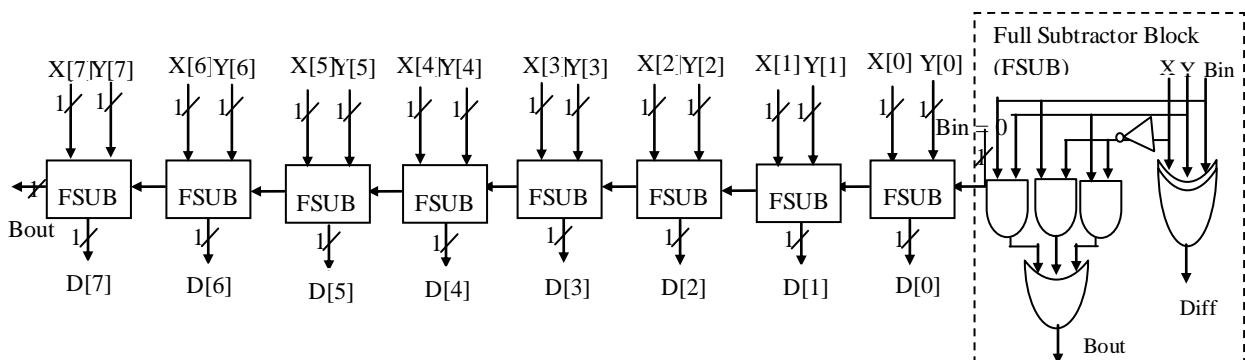 Full Subtractor Block
(FSUB)
X Y Bin
X[7] Y[7]
X[6] Y[6]
X[5] Y[5]
X[4] Y[4]
X[3] Y[3]
X[2] Y[2]
X[1] Y[1]
X[0] Y[0]
Bin = 0
1 1
1 1
1 1
1 1
1 1
1 1
1 1
1 1
1
1
FSUB
FSUB
FSUB
FSUB
FSUB
FSUB
FSUB
FSUB
Bout
1
1
1
1
1
1
1
1
D[7]
D[6]
D[5]
D[4]
D[3]
D[2]
D[1]
D[0]
Diff
Bout